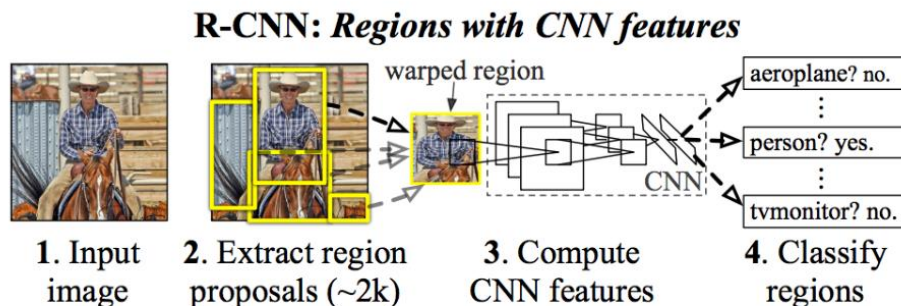 R-CNN: Regions with CNN features
warped region
aeroplane? no.
⋮
person? yes.
⋮
tvmonitor? no.
CNN
1. Input
image
2. Extract region
proposals (~2k)
3. Compute
CNN features
4. Classify
regions